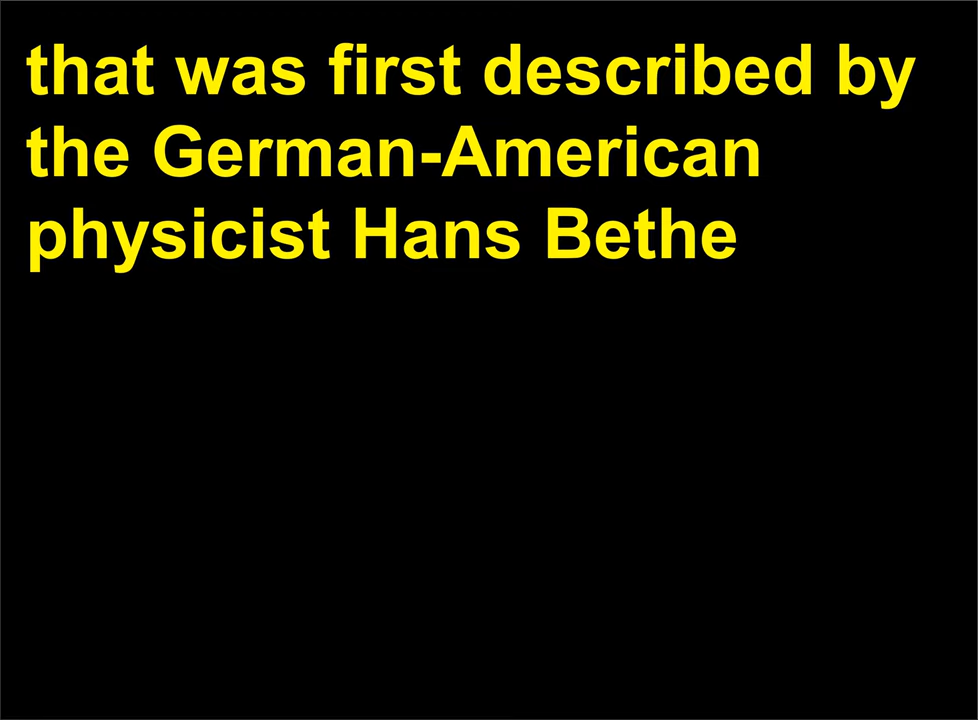 that was first described by
the German-American
physicist Hans Bethe